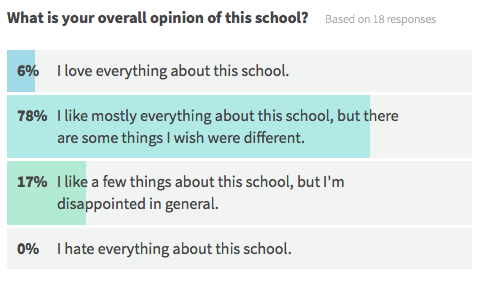 What is your overall opinion of this school? Based on 18 responses
6% I love everything about this school.
78% I like mostly everything about this school, but there
are some things I wish were different.
17% I like a few things about this school, but I'm
disappointed in general.
0% I hate everything about this school.